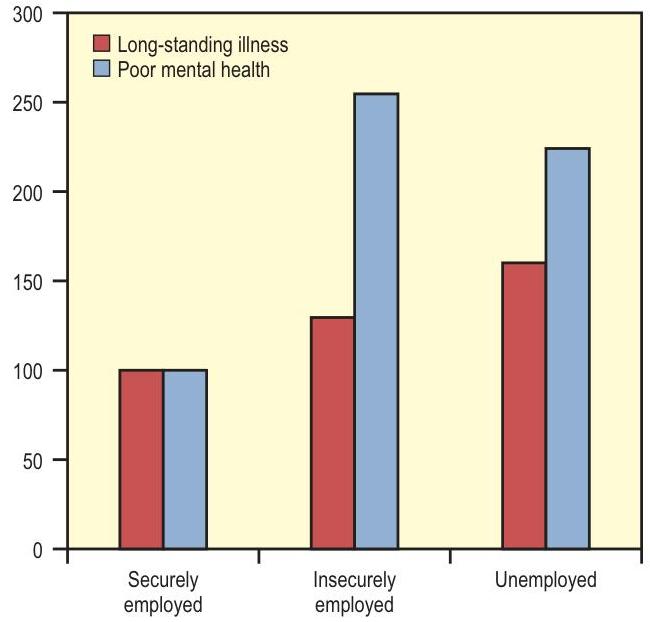 300
Long-standing illness
Poor mental health
250
200
150
100
50
0
Securely
employed
Insecurely
employed
Unemployed